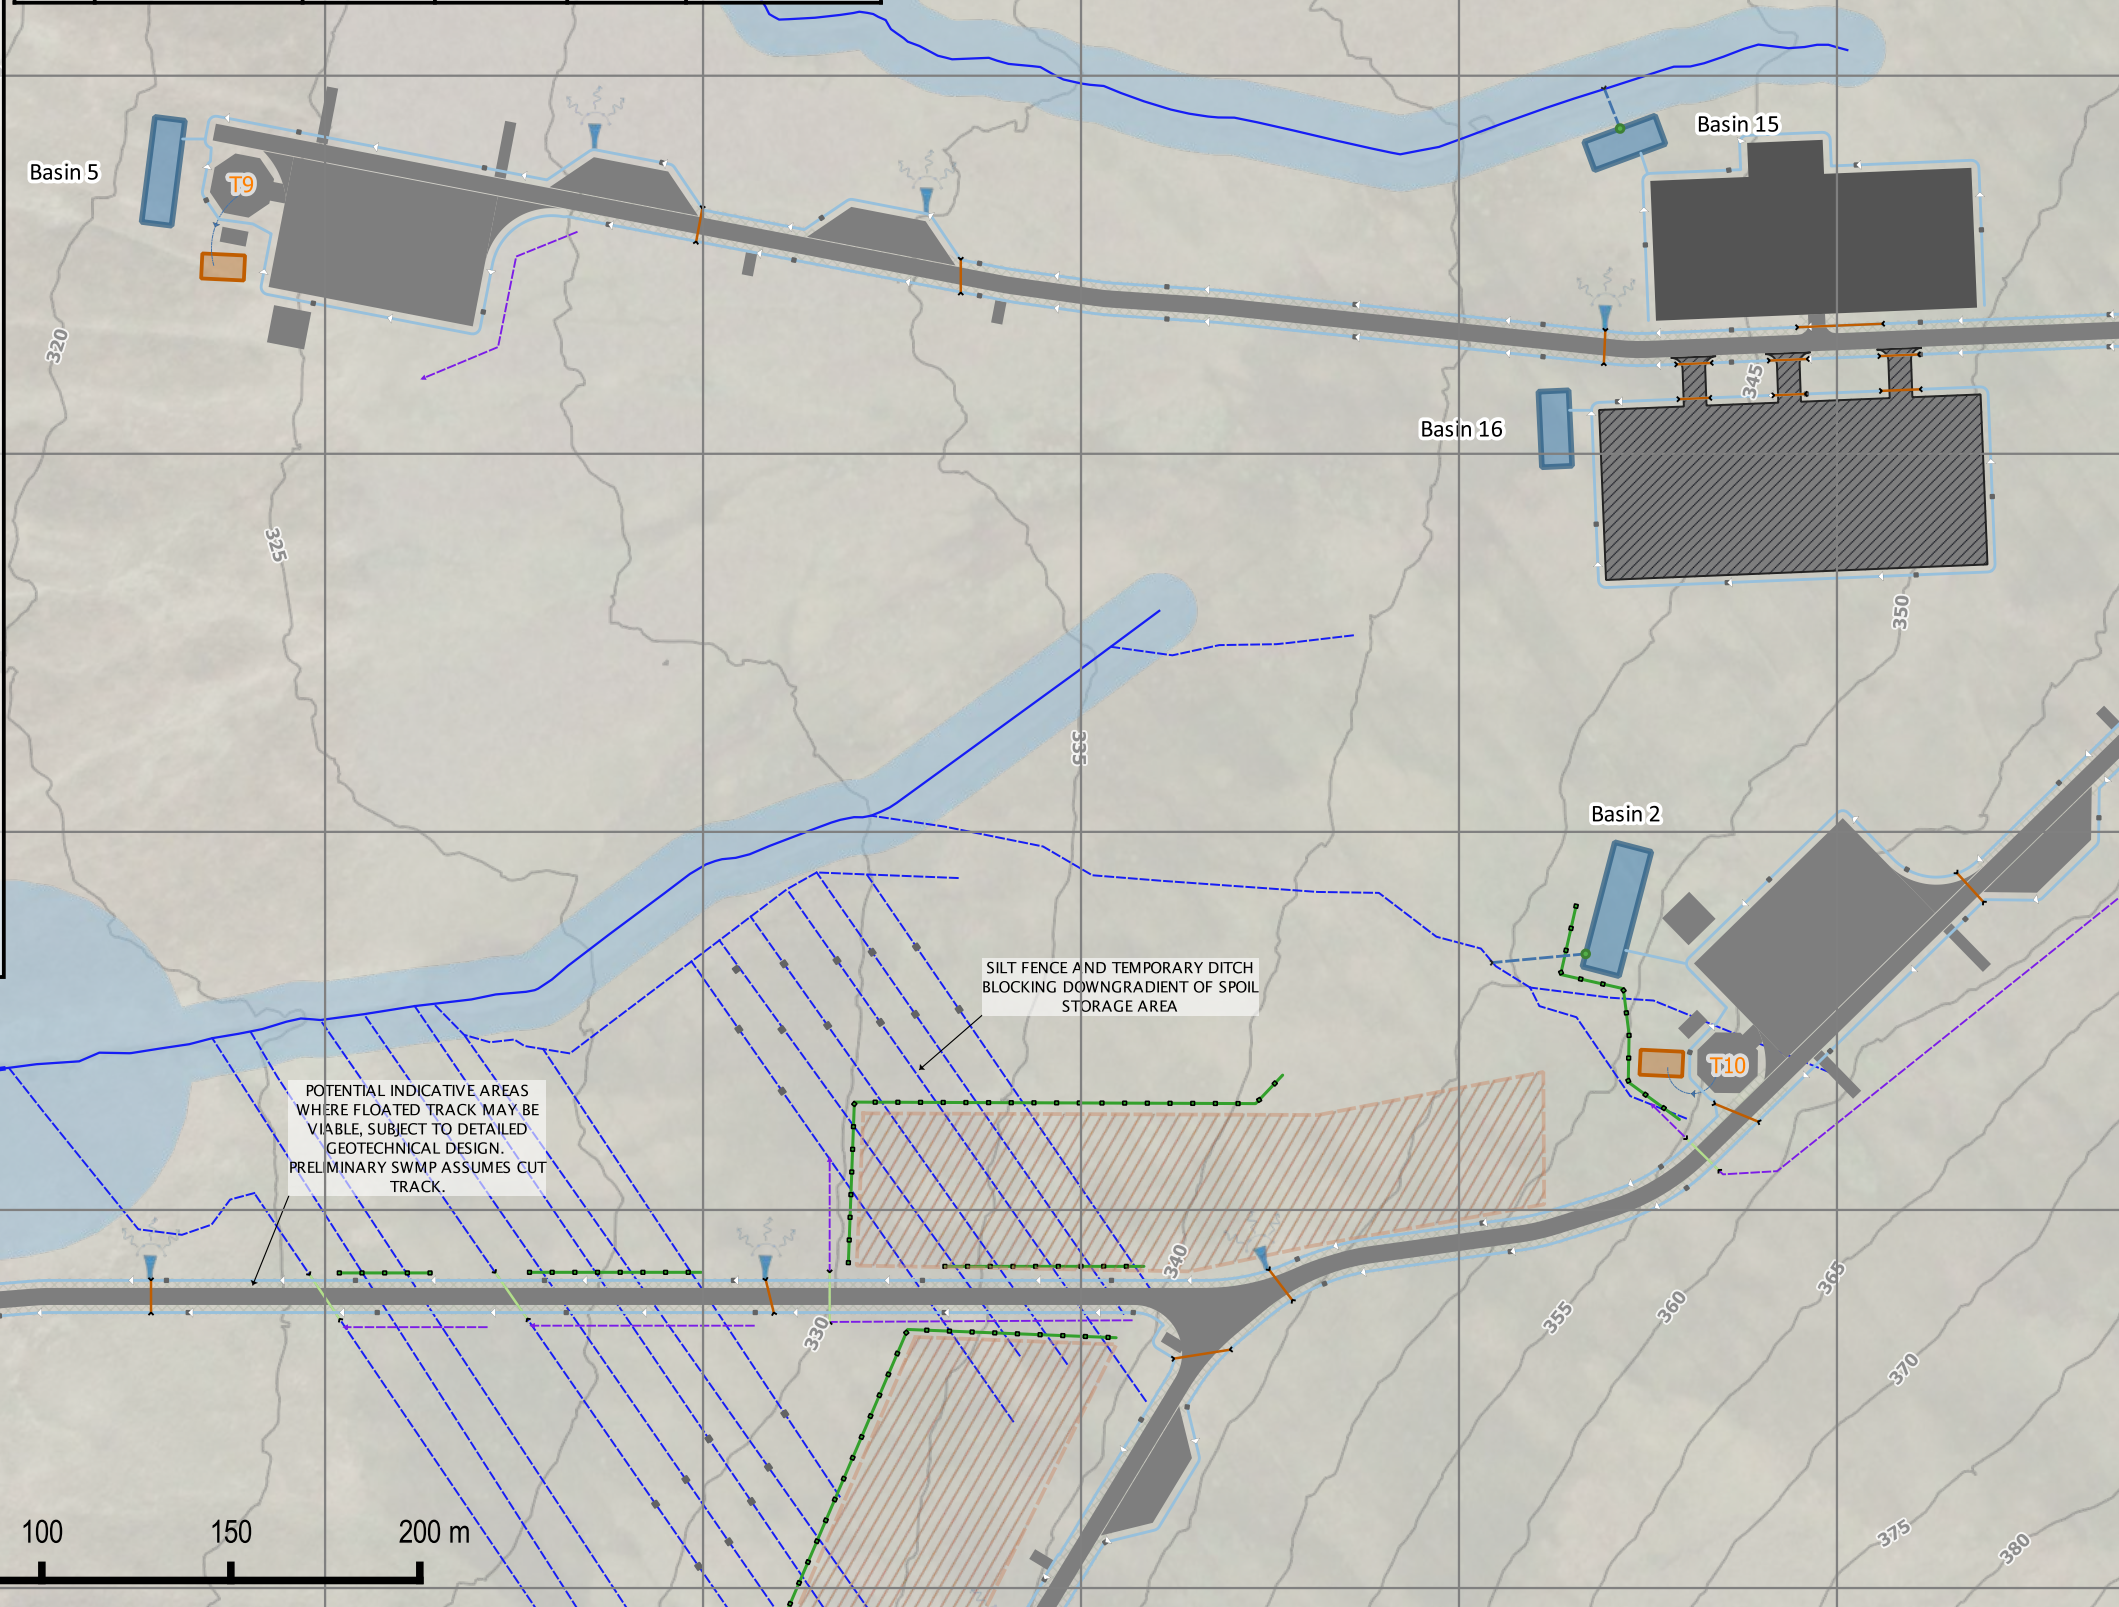 Basin 15
Basin 5
T9
320
345
Basin 16
325
350
335
Basin 2
SILT FENCE AND TEMPORARY DITCH
BLOCKING DOWNGRADIENT OF SPOIL
STORAGE AREA
T10
POTENTIAL INDICATIVE AREAS
WHERE FLOATED TRACK MAY BE
VIABLE, SUBJECT TO DETAILED
GEOTECHNICAL DESIGN.
PRELMINARY SWMP ASSUMES CUT
TRACK.
340
365
360
355
330
370
100
150
200 m
375
380